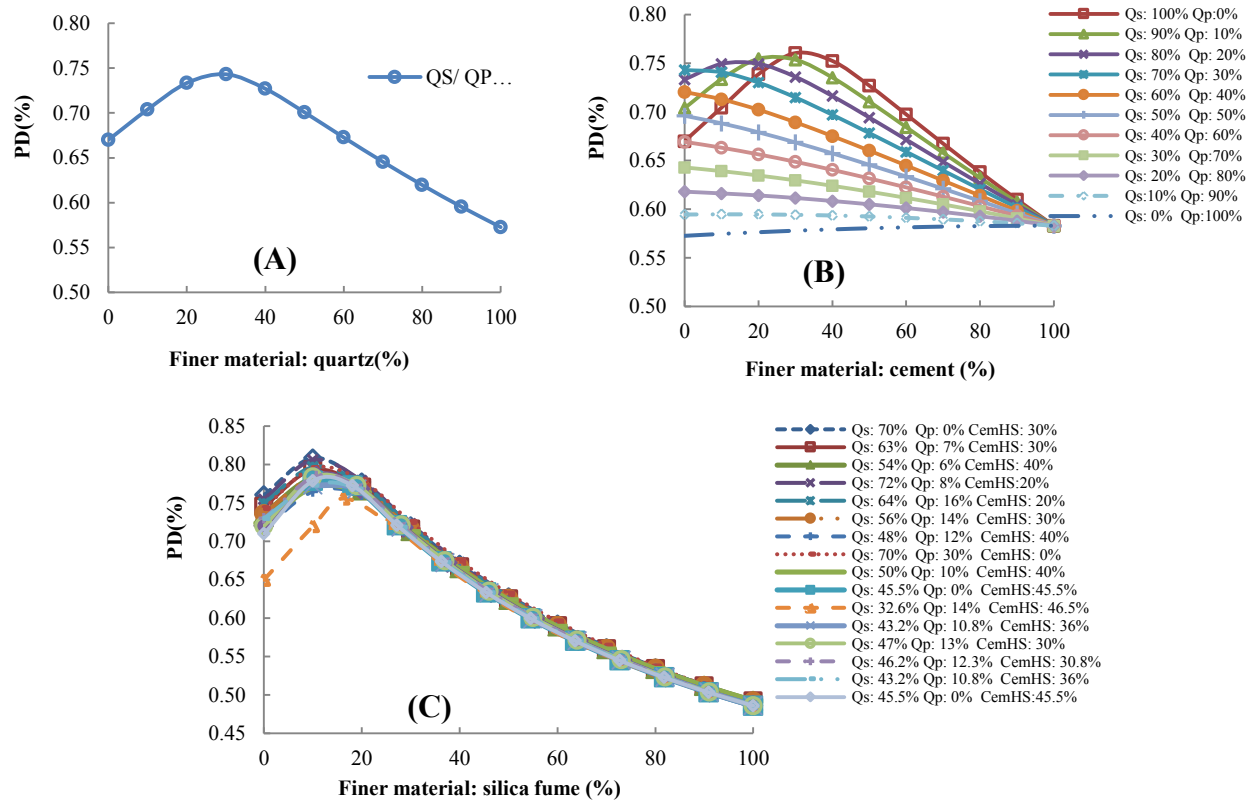 0.80
0.75
0.70
0.65
0.60
0.55
0.50
PD(%)
QS/ QP…
(A)
0 20 40 60 80 100
Finer material: quartz(%)
0.80
0.75
0.70
0.65
0.60
0.55
0.50
PD(%)
(B)
0 20 40 60 80 100
Finer material: cement (%)
Qs: 100% Qp:0%
Qs: 90% Qp: 10%
Qs: 80% Qp: 20%
Qs: 70% Qp: 30%
Qs: 60% Qp: 40%
Qs: 50% Qp: 50%
Qs: 40% Qp: 60%
Qs: 30% Qp:70%
Qs: 20% Qp: 80%
Qs:10% Qp: 90%
Qs: 0% Qp:100%
0.85
0.80
0.75
0.70
0.65
0.60
0.55
0.50
0.45
PD(%)
(C)
0 20 40 60 80 100
Finer material: silica fume (%)
Qs: 70% Qp: 0% CemHS: 30%
Qs: 63% Qp: 7% CemHS: 30%
Qs: 54% Qp: 6% CemHS: 40%
Qs: 72% Qp: 8% CemHS:20%
Qs: 64% Qp: 16% CemHS: 20%
Qs: 56% Qp: 14% CemHS: 30%
Qs: 48% Qp: 12% CemHS: 40%
Qs: 70% Qp: 30% CemHS: 0%
Qs: 50% Qp: 10% CemHS: 40%
Qs: 45.5% Qp: 0% CemHS:45.5%
Qs: 32.6% Qp: 14% CemHS: 46.5%
Qs: 43.2% Qp: 10.8% CemHS: 36%
Qs: 47% Qp: 13% CemHS: 30%
Qs: 46.2% Qp: 12.3% CemHS: 30.8%
Qs: 43.2% Qp: 10.8% CemHS: 36%
Qs: 45.5% Qp: 0% CemHS:45.5%